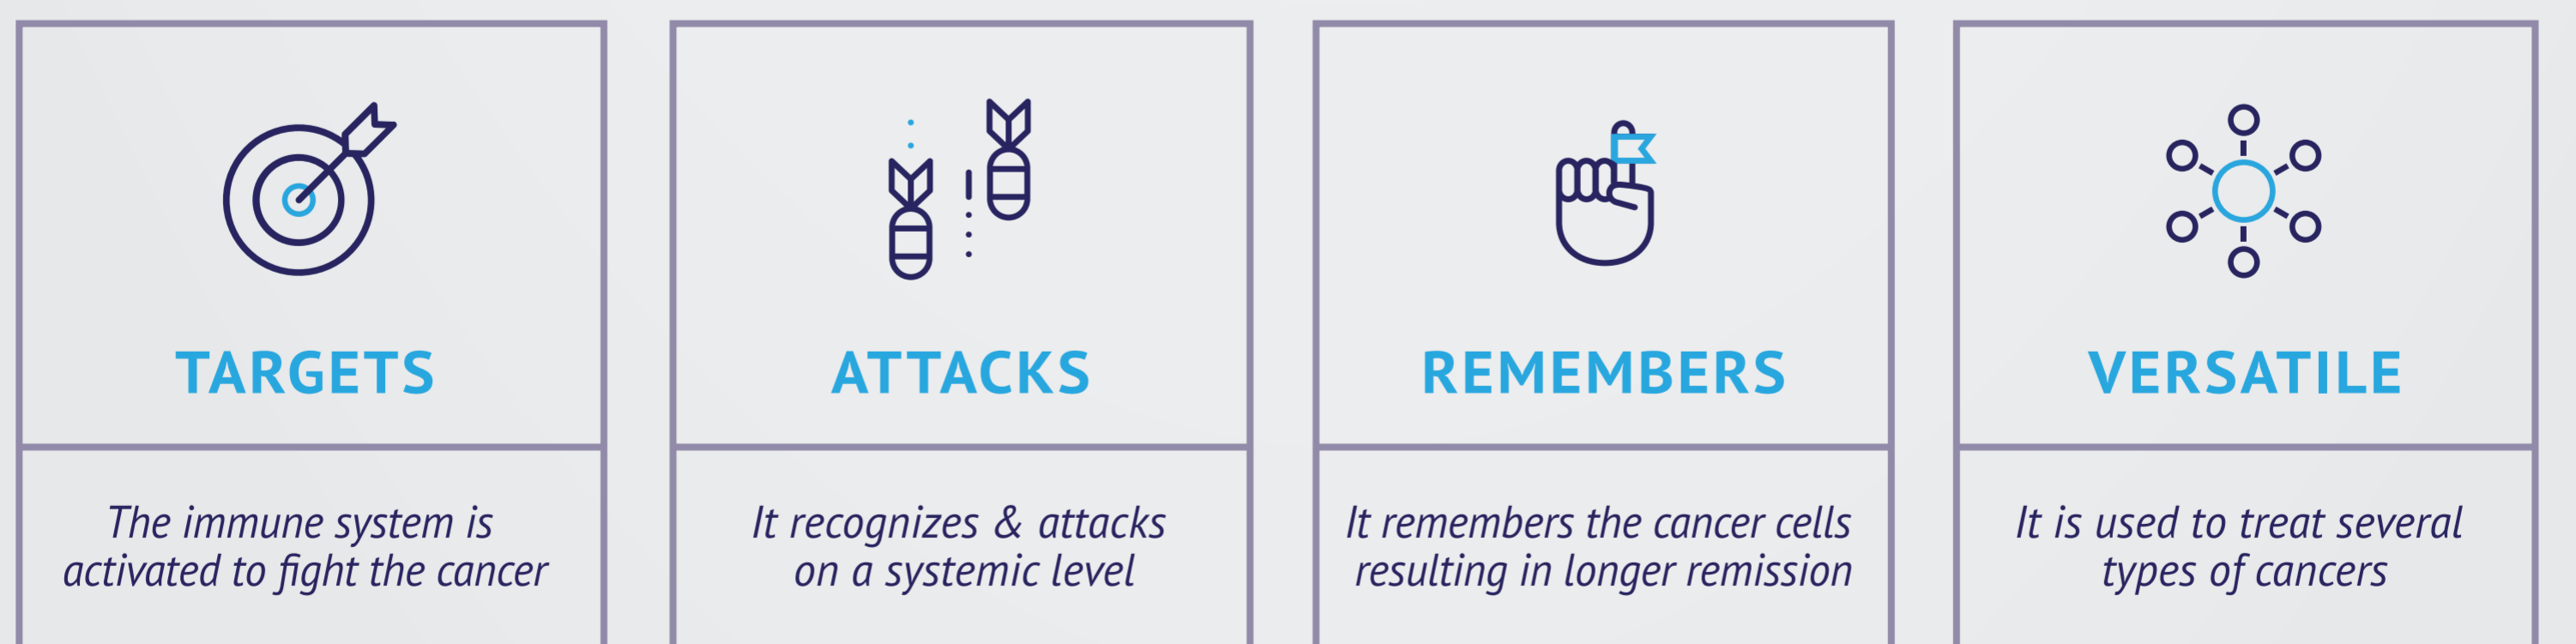 TARGETS
The immune system is
activated to fight the cancer
ATTACKS
It recognizes & attacks
on a systemic level
REMEMBERS
It remembers the cancer cells
resulting in longer remission
VERSATILE
It is used to treat several
types of cancers